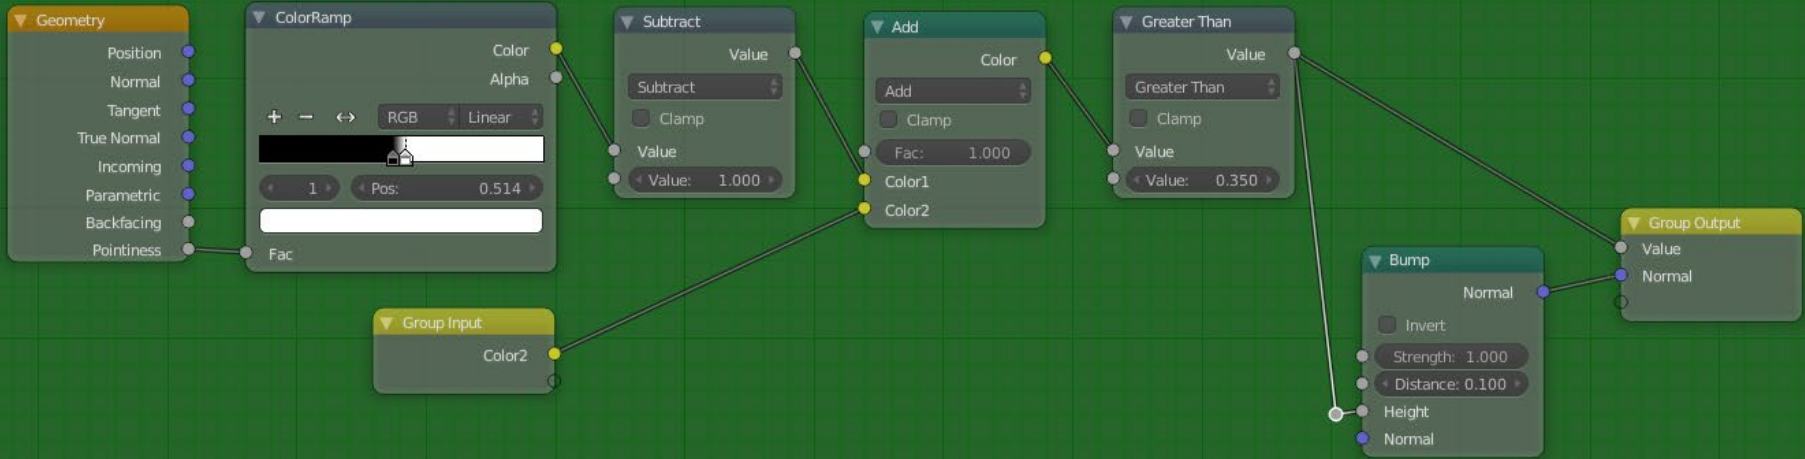 Geometry
Position
Normal
Tangent
True Normal
Incoming
Parametric
Backfacing
Pointiness
ColorRamp
Color
Alpha
RGB Linear
1 Pos: 0.514
Fac
Group Input
Color2
Subtract
Value
Subtract
Clamp
Value
Value: 1.000
Add
Color
Add
Clamp
Fac: 1.000
Color1
Color2
Greater Than
Value
Greater Than
Clamp
Value
Value: 0.350
Bump
Normal
Invert
Strength: 1.000
Distance: 0.100
Height
Normal
Group Output
Value
Normal